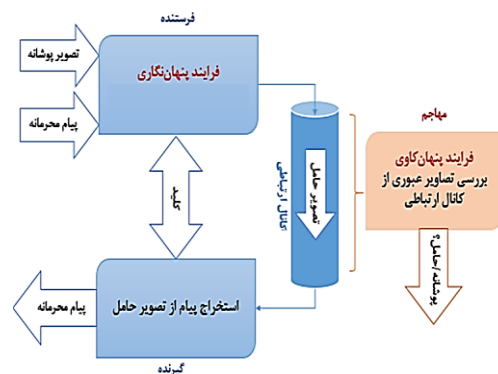 فرستنده
تصویر پوشانه
فرایند پنهان‌نگاری
پیام محرمانه
مهاجم
فرایند پنهان‌کاوی
بررسی تصاویر عبوری از
کانال ارتباطی
تصویر حامل
کانال ارتباطی
کلید
پوشانه/حامل؟
استخراج پیام از تصویر حامل
پیام محرمانه
گیرنده